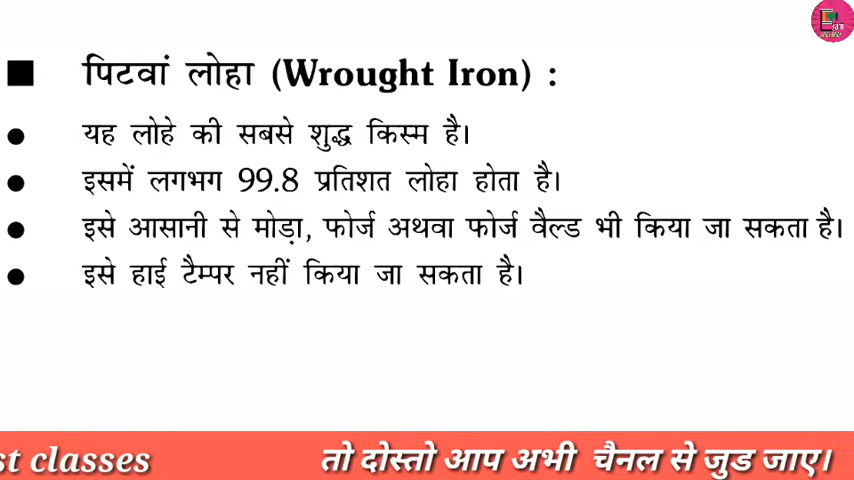 ■ पिटवां लोहा (Wrought Iron) :
● यह लोहे की सबसे शुद्ध किस्म है।
● इसमें लगभग 99.8 प्रतिशत लोहा होता है।
● इसे आसानी से मोड़ा, फोर्ज अथवा फोर्ज वैल्ड भी किया जा सकता है।
● इसे हाई टैम्पर नहीं किया जा सकता है।
st classes तो दोस्तो आप अभी चैनल से जुड जाए।